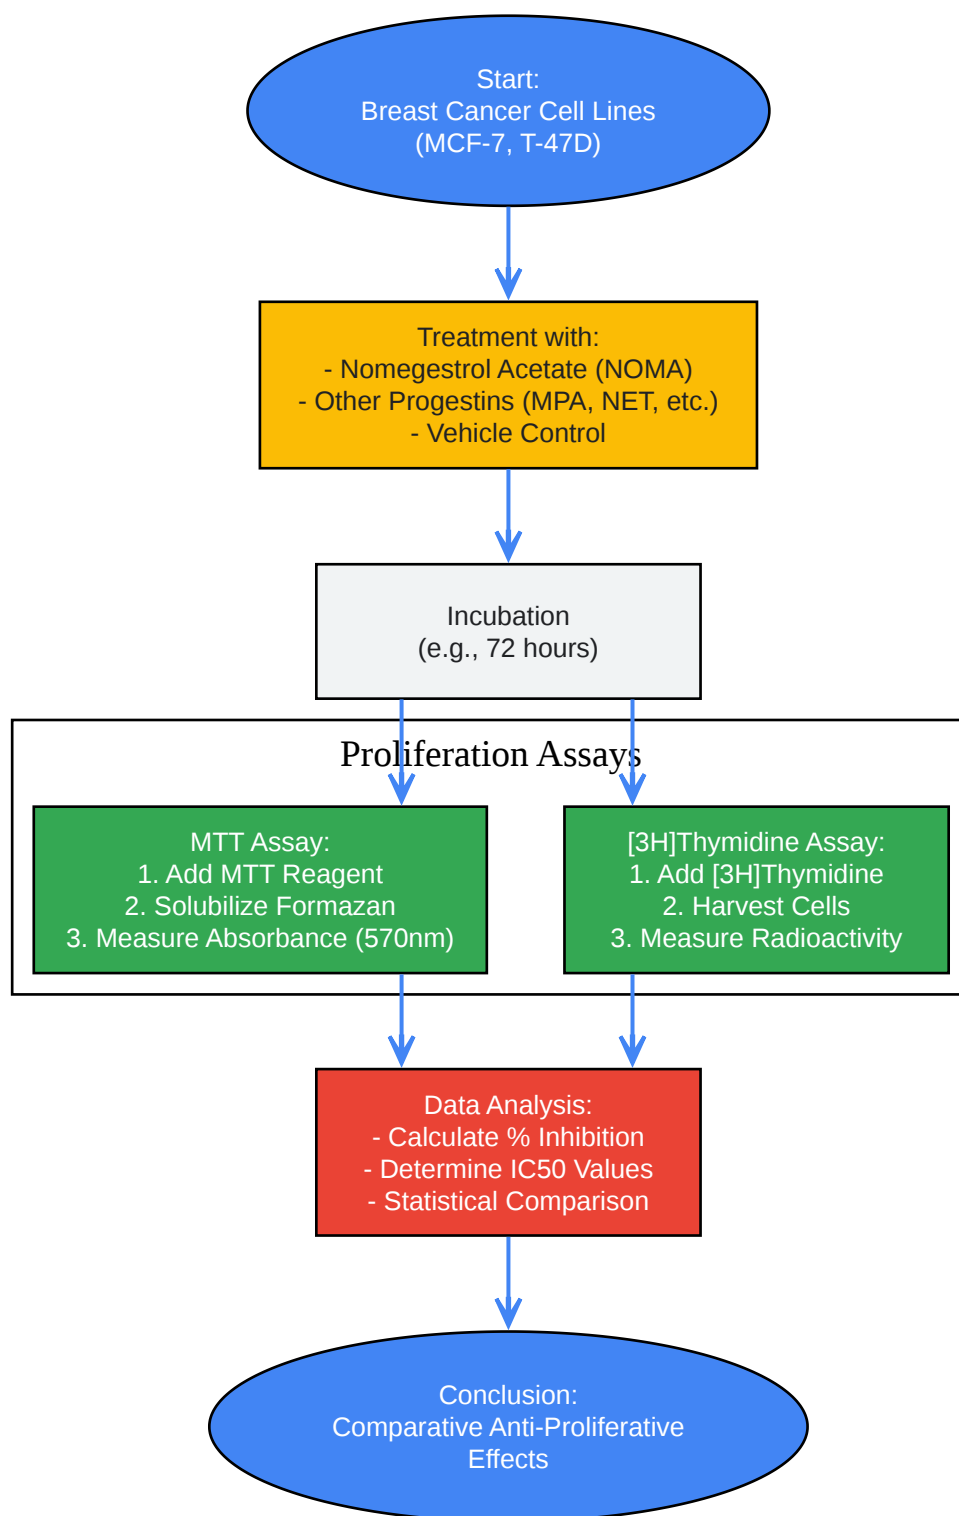 Start:
Breast Cancer Cell Lines
(MCF-7, T-47D)
Treatment with:
- Nomegestrol Acetate (NOMA)
- Other Progestins (MPA, NET, etc.)
- Vehicle Control
Incubation
(e.g., 72 hours)
Proliferation Assays
MTT Assay:
1. Add MTT Reagent
2. Solubilize Formazan
3. Measure Absorbance (570nm)
[3H]Thymidine Assay:
1. Add [3H]Thymidine
2. Harvest Cells
3. Measure Radioactivity
Data Analysis:
- Calculate % Inhibition
- Determine IC50 Values
- Statistical Comparison
Conclusion:
Comparative Anti-Proliferative
Effects